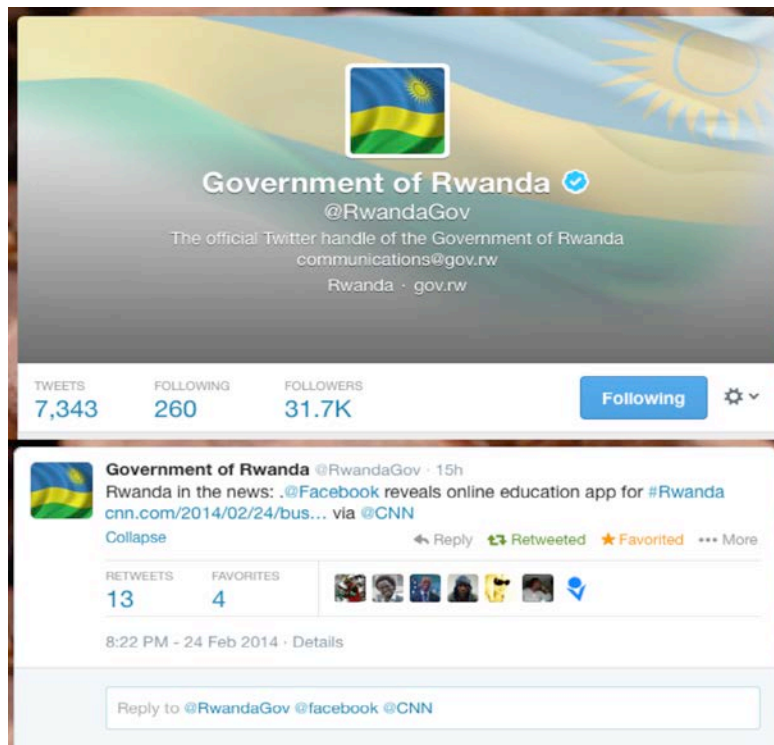 Government of Rwanda
@RwandaGov
The official Twitter handle of the Government of Rwanda
communications@gov.rw
Rwanda · gov.rw
TWEETS FOLLOWING FOLLOWERS
7,343 260 31.7K Following
Government of Rwanda @RwandaGov · 15h
Rwanda in the news: .@Facebook reveals online education app for #Rwanda
cnn.com/2014/02/24/bus... via @CNN
Collapse Reply Retweeted Favorited More
RETWEETS FAVORITES
13 4
8:22 PM - 24 Feb 2014 · Details
Reply to @RwandaGov @facebook @CNN